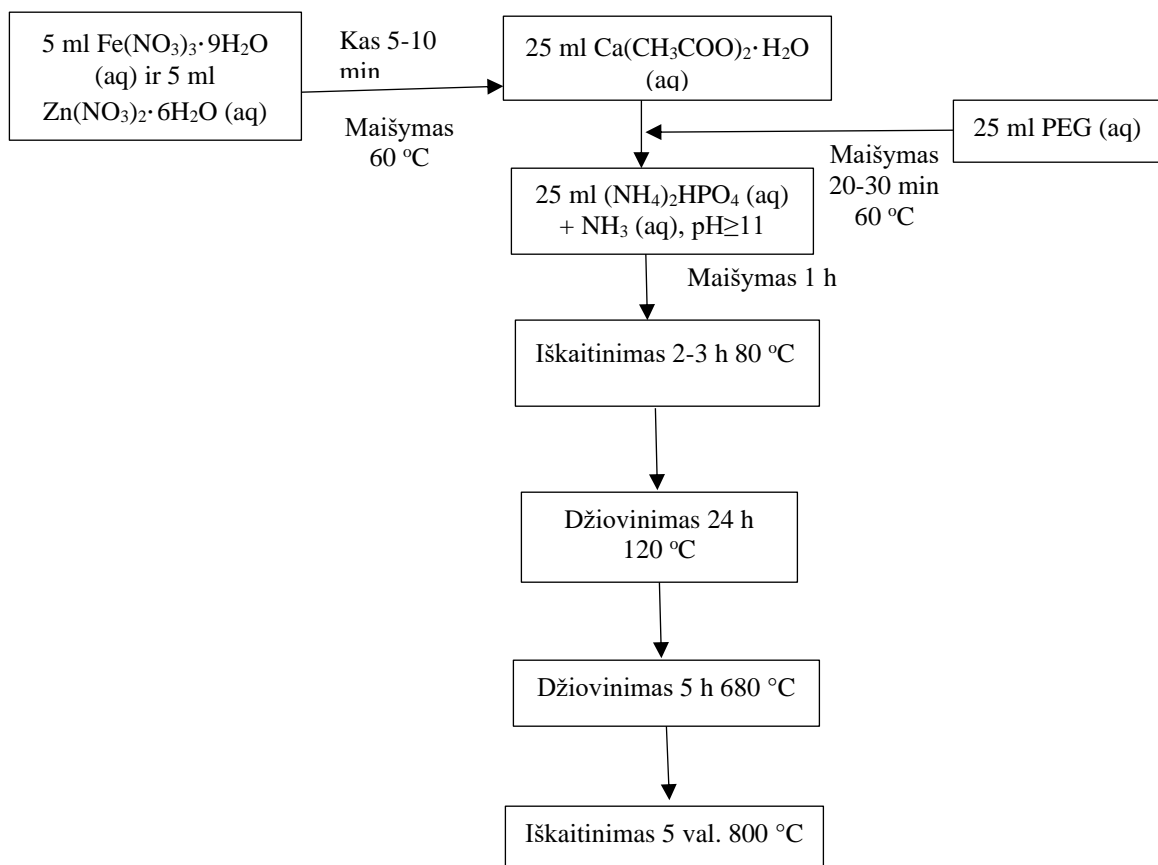 5 ml Fe(NO₃)₃·9H₂O
(aq) ir 5 ml
Zn(NO₃)₂·6H₂O (aq)
Kas 5-10
min
Maišymas
60 °C
25 ml Ca(CH₃COO)₂·H₂O
(aq)
25 ml PEG (aq)
Maišymas
20-30 min
60 °C
25 ml (NH₄)₂HPO₄ (aq)
+ NH₃ (aq), pH≥11
Maišymas 1 h
Iškaitinimas 2-3 h 80 °C
Džiovinimas 24 h
120 °C
Džiovinimas 5 h 680 °C
Iškaitinimas 5 val. 800 °C